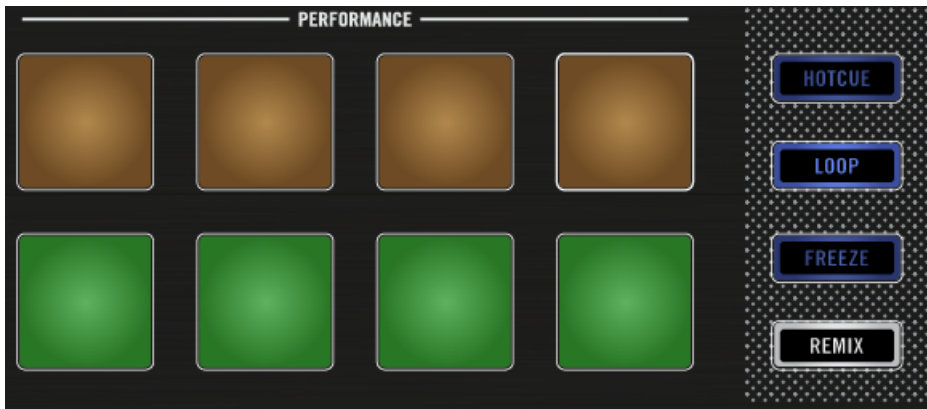 PERFORMANCE
HOTCUE
LOOP
FREEZE
REMIX